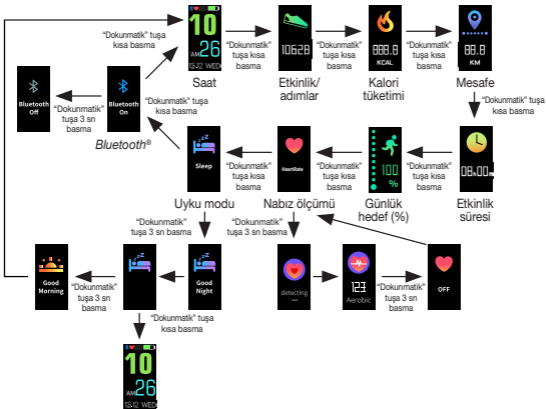 10
AM 26
13.12 WED
Saat
"Dokunmatik"
tuşa kısa
basma
10628
Etkinlik/
adımlar
"Dokunmatik"
tuşa kısa
basma
888.8
KCAL
Kalori
tüketimi
"Dokunmatik"
tuşa kısa
basma
88.8
KM
Mesafe
"Dokunmatik" tuşa
kısa basma
"Dokunmatik" tuşa
kısa basma
Bluetooth
Off
"Dokunmatik"
tuşa 3 sn
basma
Bluetooth
On
Bluetooth®
"Dokunmatik" tuşa
kısa basma
Sleep
Uyku modu
"Dokunmatik"
tuşa kısa
basma
HeartRate
Nabız ölçümü
"Dokunmatik"
tuşa kısa
basma
100
%
Günlük
hedef (%)
"Dokunmatik"
tuşa kısa
basma
08H00M
Etkinlik
süresi
"Dokunmatik"
tuşa 3 sn basma
"Dokunmatik"
tuşa 3 sn basma
Good
Morning
"Dokunmatik"
tuşa 3 sn
basma
Good
Night
"Dokunmatik" tuşa
kısa basma
detecting
---
123
Aerobic
"Dokunmatik"
tuşa 3 sn
basma
OFF
10
AM 26
13.12 WED